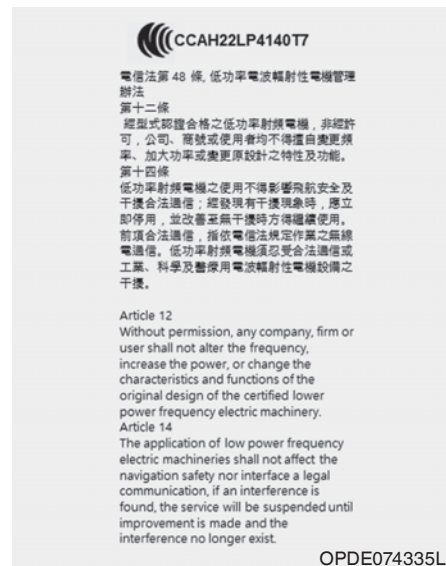 CCAH22LP4140T7
電信法第 48 條, 低功率電波輻射性電機管理
辦法
第十二條
經型式認證合格之低功率射頻電機，非經許
可，公司、商號或使用者均不得擅自變更頻
率、加大功率或變更原設計之特性及功能。
第十四條
低功率射頻電機之使用不得影響飛航安全及
干擾合法通信；經發現有干擾現象時，應立
即停用，並改善至無干擾時方得繼續使用。
前項合法通信，指依電信法規定作業之無線
電通信。低功率射頻電機須忍受合法通信或
工業、科學及醫療用電波輻射性電機設備之
干擾。
Article 12
Without permission, any company, firm or
user shall not alter the frequency,
increase the power, or change the
characteristics and functions of the
original design of the certified lower
power frequency electric machinery.
Article 14
The application of low power frequency
electric machineries shall not affect the
navigation safety nor interface a legal
communication, if an interference is
found, the service will be suspended until
improvement is made and the
interference no longer exist.
OPDE074335L